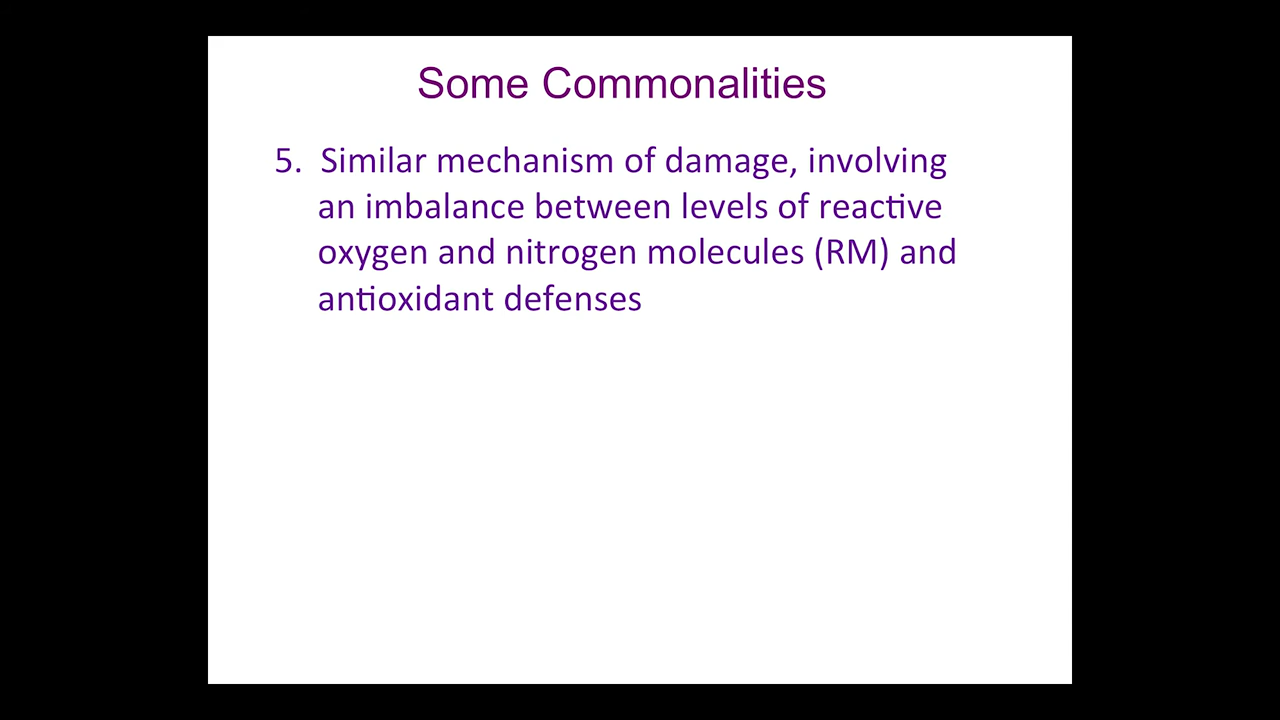 Some Commonalities
5. Similar mechanism of damage, involving
an imbalance between levels of reactive
oxygen and nitrogen molecules (RM) and
antioxidant defenses